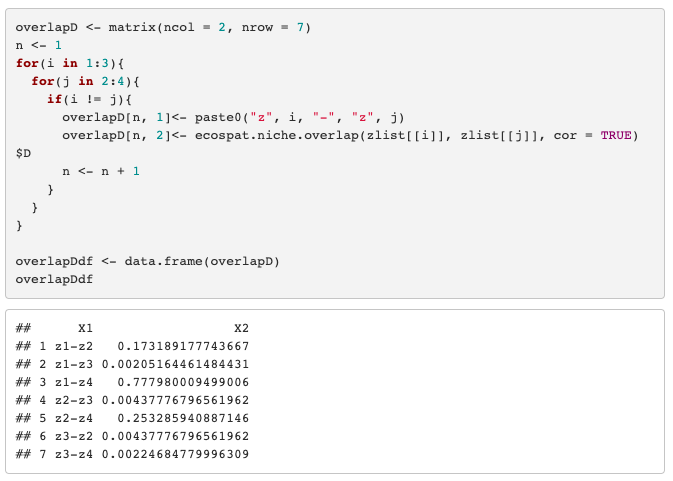 overlapD <- matrix(ncol = 2, nrow = 7)
n <- 1
for(i in 1:3){
  for(j in 2:4){
    if(i != j){
      overlapD[n, 1]<- paste0("z", i, "-", "z", j)
      overlapD[n, 2]<- ecospat.niche.overlap(zlist[[i]], zlist[[j]], cor = TRUE)
$D
      n <- n + 1
    }
  }
}

overlapDdf <- data.frame(overlapD)
overlapDdf
##      X1                  X2
## 1 z1-z2   0.173189177743667
## 2 z1-z3 0.00205164461484431
## 3 z1-z4   0.777980009499006
## 4 z2-z3 0.00437776796561962
## 5 z2-z4   0.253285940887146
## 6 z3-z2 0.00437776796561962
## 7 z3-z4 0.00224684779996309